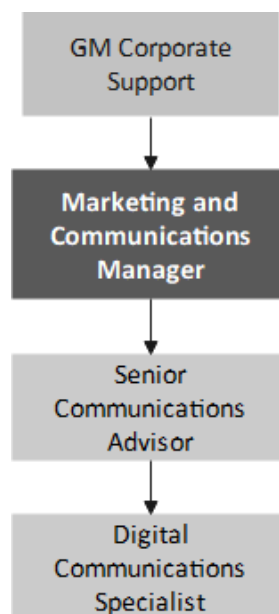 GM Corporate
Support
Marketing and
Communications
Manager
Senior
Communications
Advisor
Digital
Communications
Specialist